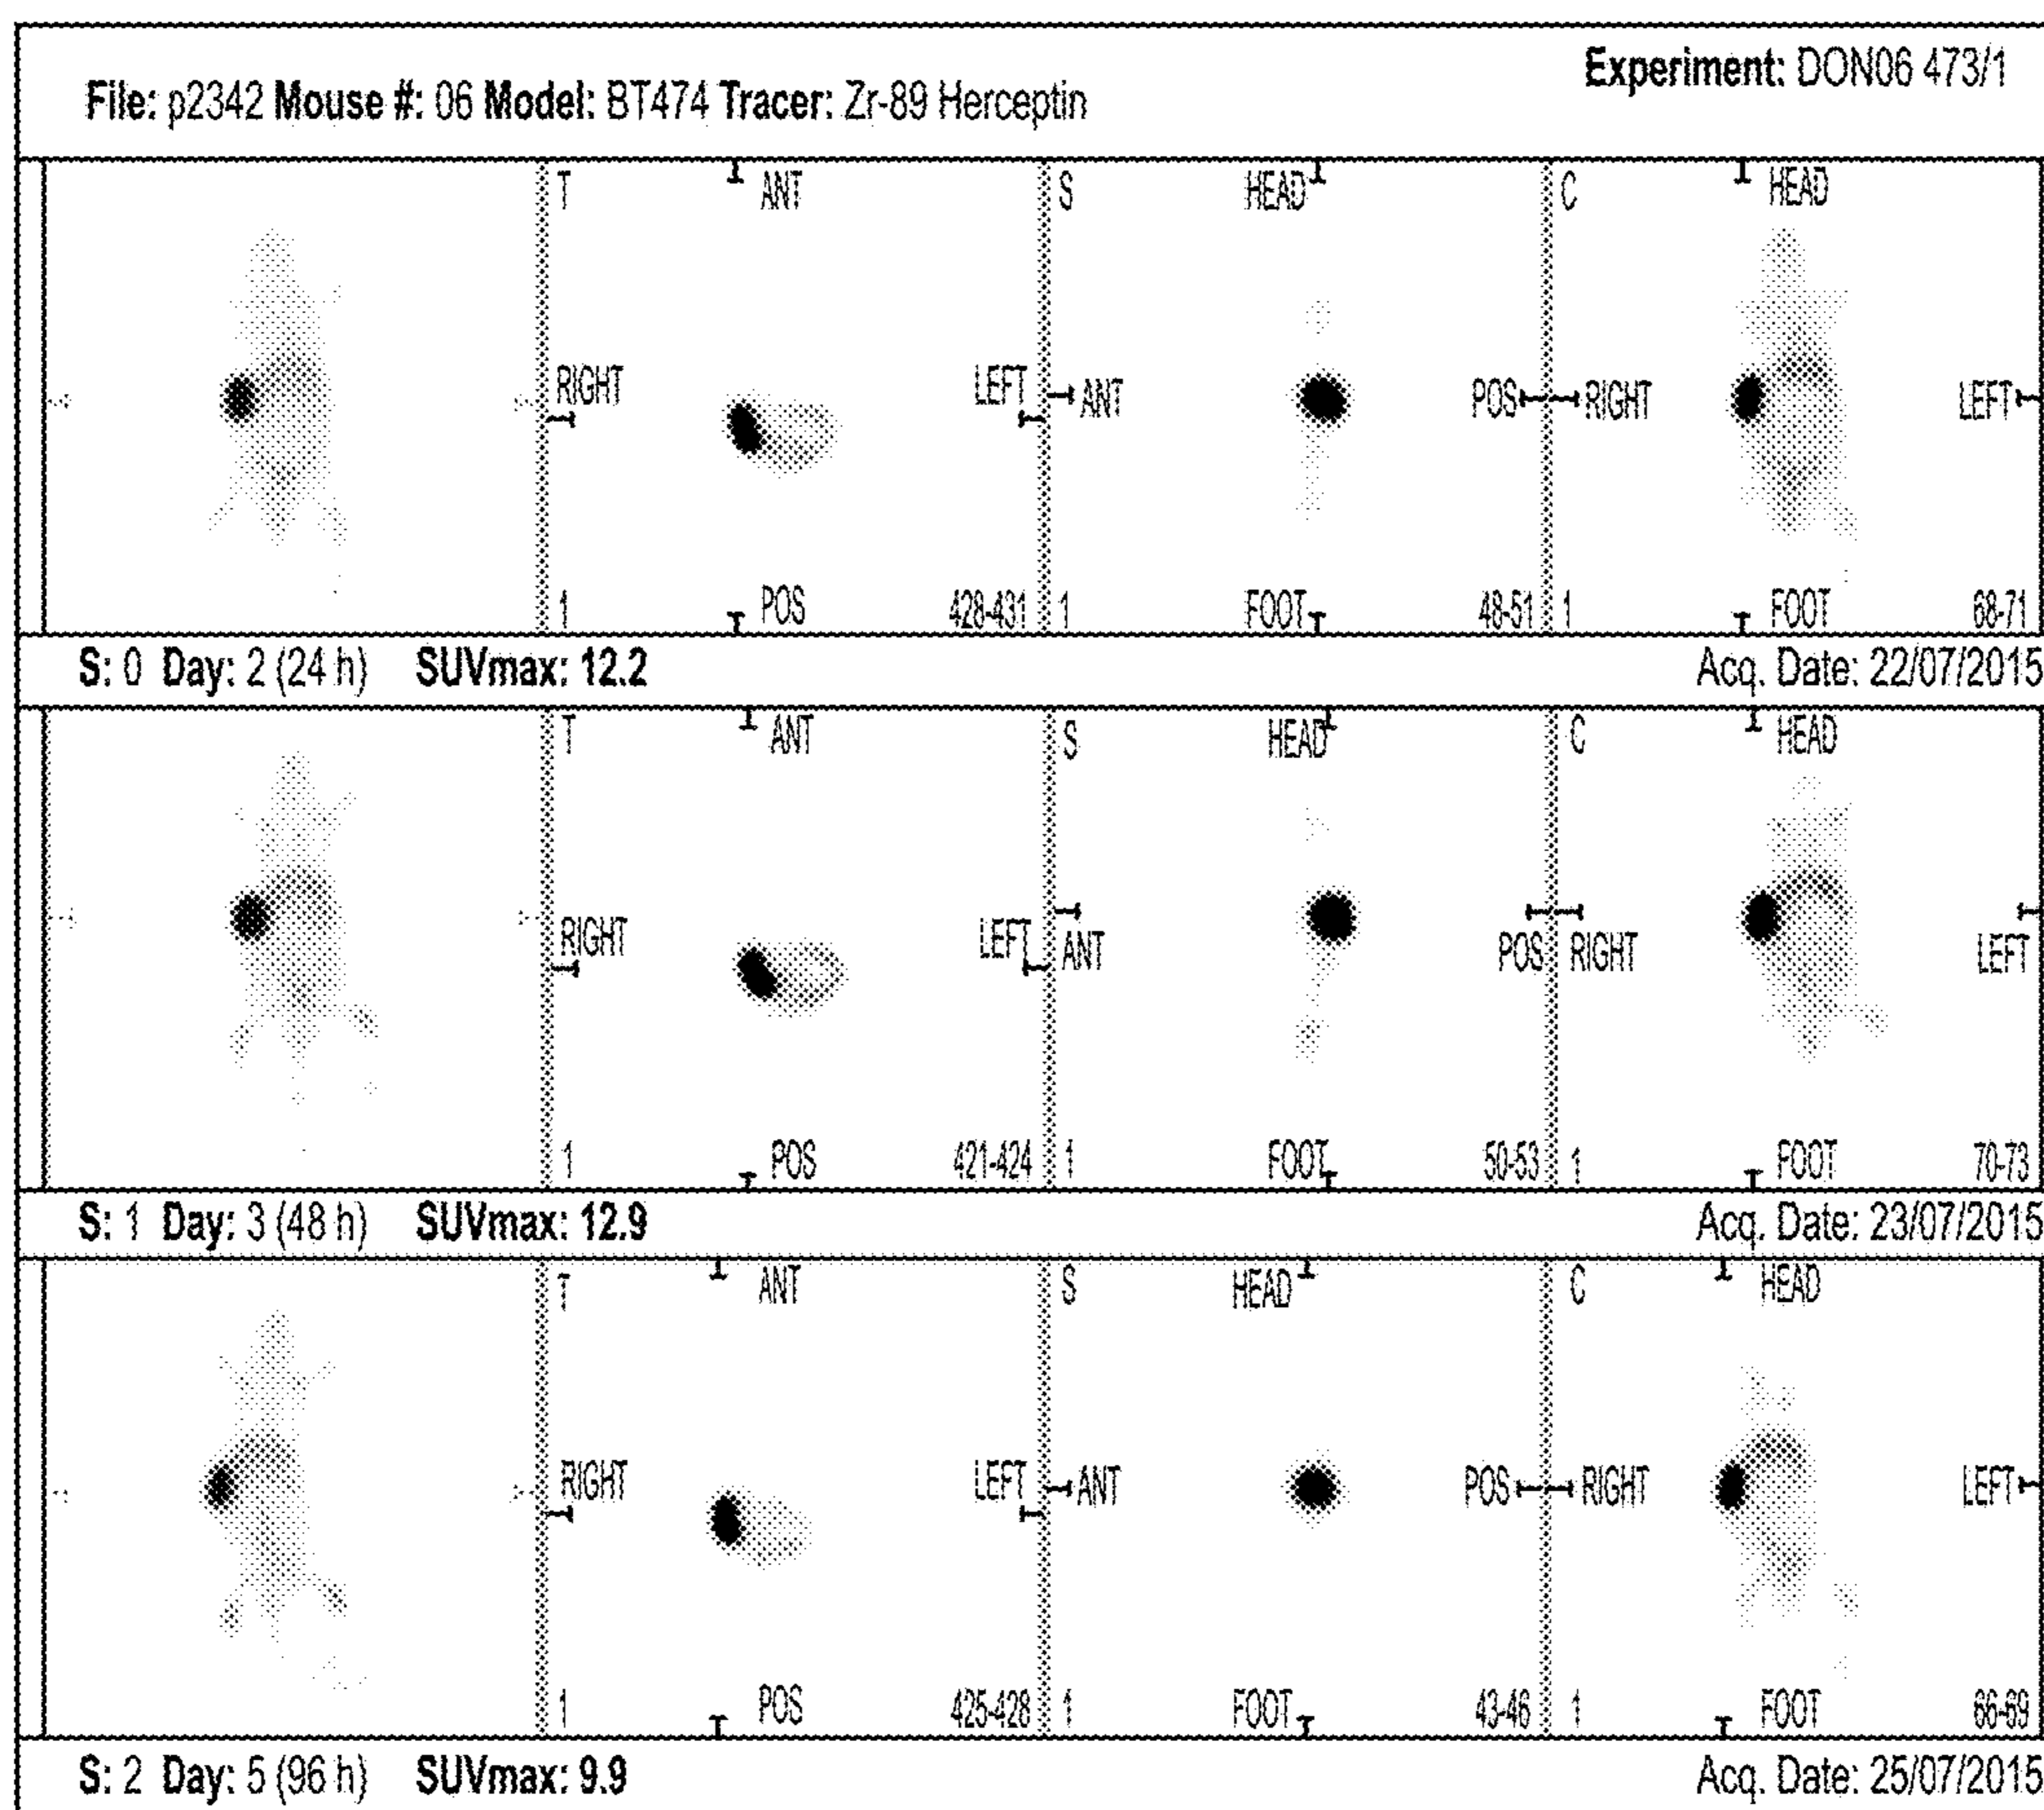 Experiment: DON06 473/1
File: p2342 Mouse #: 06 Model: BT474 Tracer: Zr-89 Herceptin
T ANT S HEAD C HEAD
RIGHT LEFT ANT POS RIGHT LEFT
1 POS 428-431 1 FOOT 48-51 1 FOOT 68-71
S: 0 Day: 2 (24 h) SUVmax: 12.2 Acq. Date: 22/07/2015
T ANT S HEAD C HEAD
RIGHT LEFT ANT POS RIGHT LEFT
1 POS 421-424 1 FOOT 50-53 1 FOOT 70-73
S: 1 Day: 3 (48 h) SUVmax: 12.9 Acq. Date: 23/07/2015
T ANT S HEAD C HEAD
RIGHT LEFT ANT POS RIGHT LEFT
1 POS 425-428 1 FOOT 43-46 1 FOOT 66-69
S: 2 Day: 5 (96 h) SUVmax: 9.9 Acq. Date: 25/07/2015